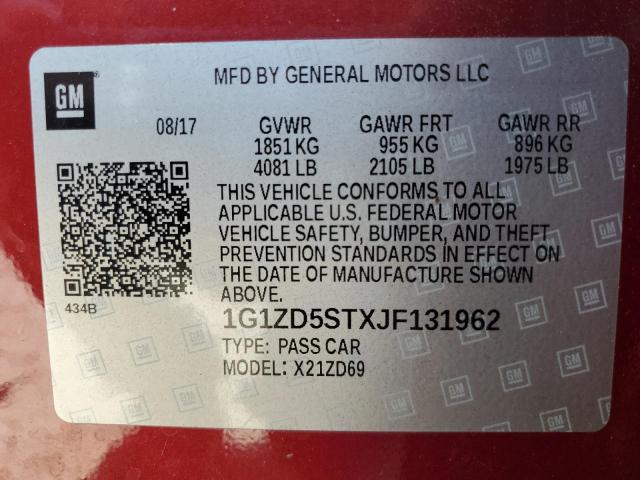 GM
MFD BY GENERAL MOTORS LLC
08/17 GVWR GAWR FRT GAWR RR
1851 KG 955 KG 896 KG
4081 LB 2105 LB 1975 LB
THIS VEHICLE CONFORMS TO ALL
APPLICABLE U.S. FEDERAL MOTOR
VEHICLE SAFETY, BUMPER, AND THEFT
PREVENTION STANDARDS IN EFFECT ON
THE DATE OF MANUFACTURE SHOWN
ABOVE.
434B
1G1ZD5STXJF131962
TYPE: PASS CAR
MODEL: X21ZD69